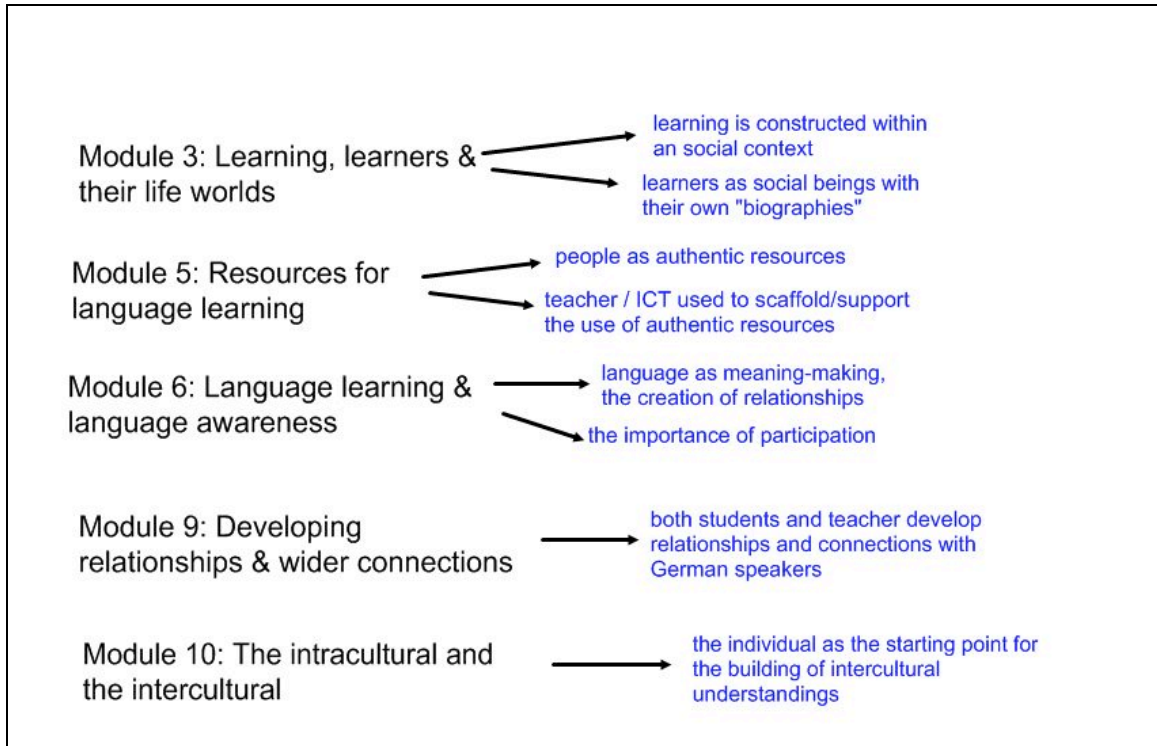 Module 3: Learning, learners &
their life worlds
learning is constructed within
an social context
learners as social beings with
their own "biographies"
Module 5: Resources for
language learning
people as authentic resources
teacher / ICT used to scaffold/support
the use of authentic resources
Module 6: Language learning &
language awareness
language as meaning-making,
the creation of relationships
the importance of participation
Module 9: Developing
relationships & wider connections
both students and teacher develop
relationships and connections with
German speakers
Module 10: The intracultural and
the intercultural
the individual as the starting point for
the building of intercultural
understandings